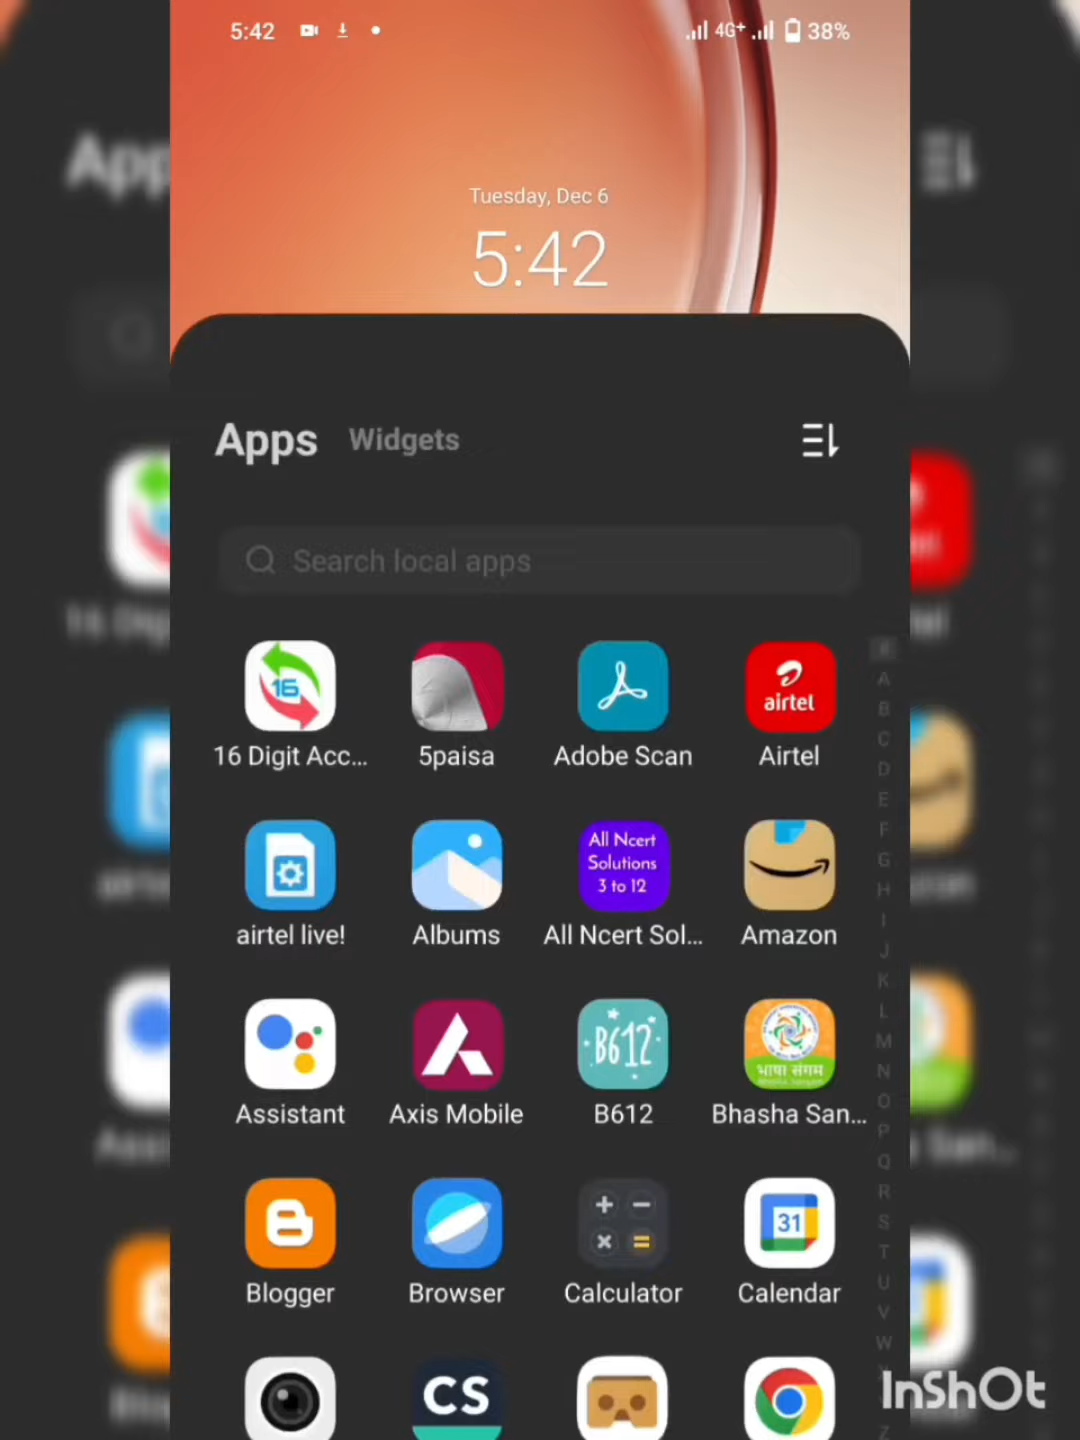 5:42 4G+ 38%
Tuesday, Dec 6
5:42
Apps Widgets
Search local apps
16
airtel
16 Digit Acc... 5paisa Adobe Scan Airtel
All Ncert
Solutions
3 to 12
airtel live! Albums All Ncert Sol... Amazon
B612
भाषा संगम
Assistant Axis Mobile B612 Bhasha San...
31
Blogger Browser Calculator Calendar
CS
A
B
C
D
E
F
G
H
I
J
K
L
M
N
O
P
Q
R
S
T
U
V
W
Z
InShOt